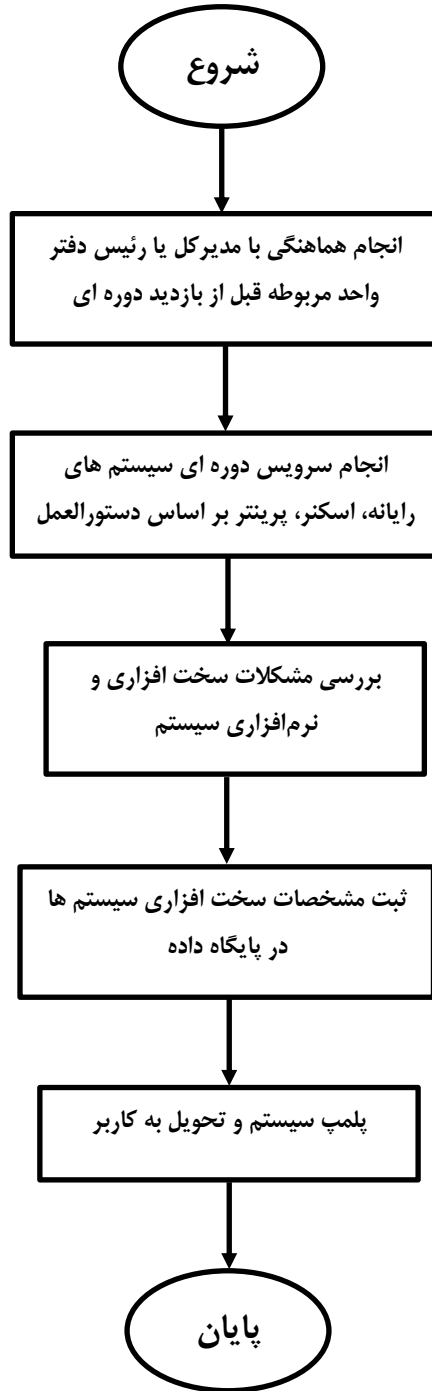 شروع
انجام هماهنگی با مدیرکل یا رئیس دفتر
واحد مربوطه قبل از بازدید دوره ای
انجام سرویس دوره ای سیستم های
رایانه، اسکنر، پرینتر بر اساس دستورالعمل
بررسی مشکلات سخت افزاری و
نرم‌افزاری سیستم
ثبت مشخصات سخت افزاری سیستم ها
در پایگاه داده
پلمپ سیستم و تحویل به کاربر
پایان